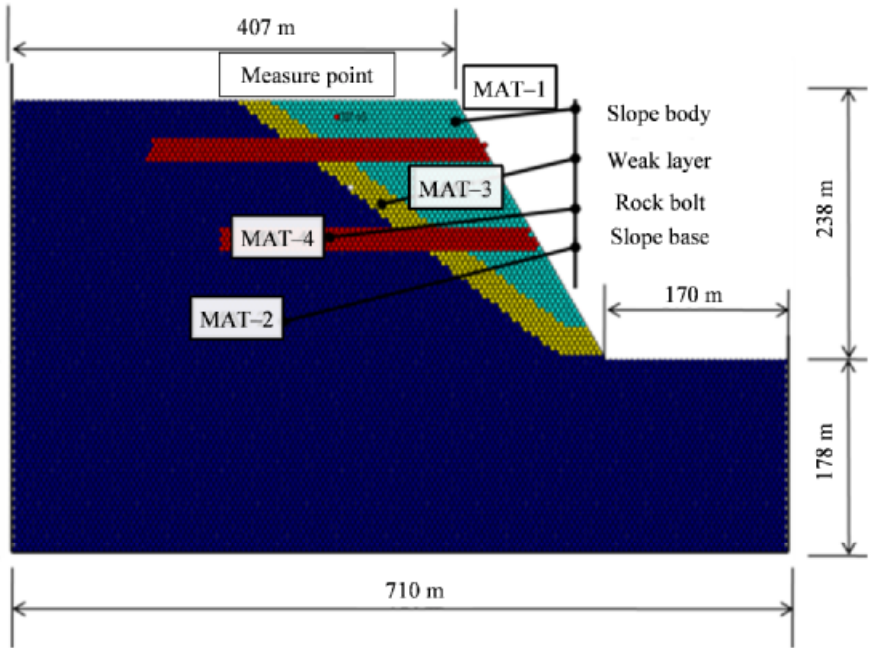 407 m
Measure point
MAT–1
Slope body
Weak layer
MAT–3
Rock bolt
MAT–4
Slope base
238 m
170 m
MAT–2
178 m
710 m